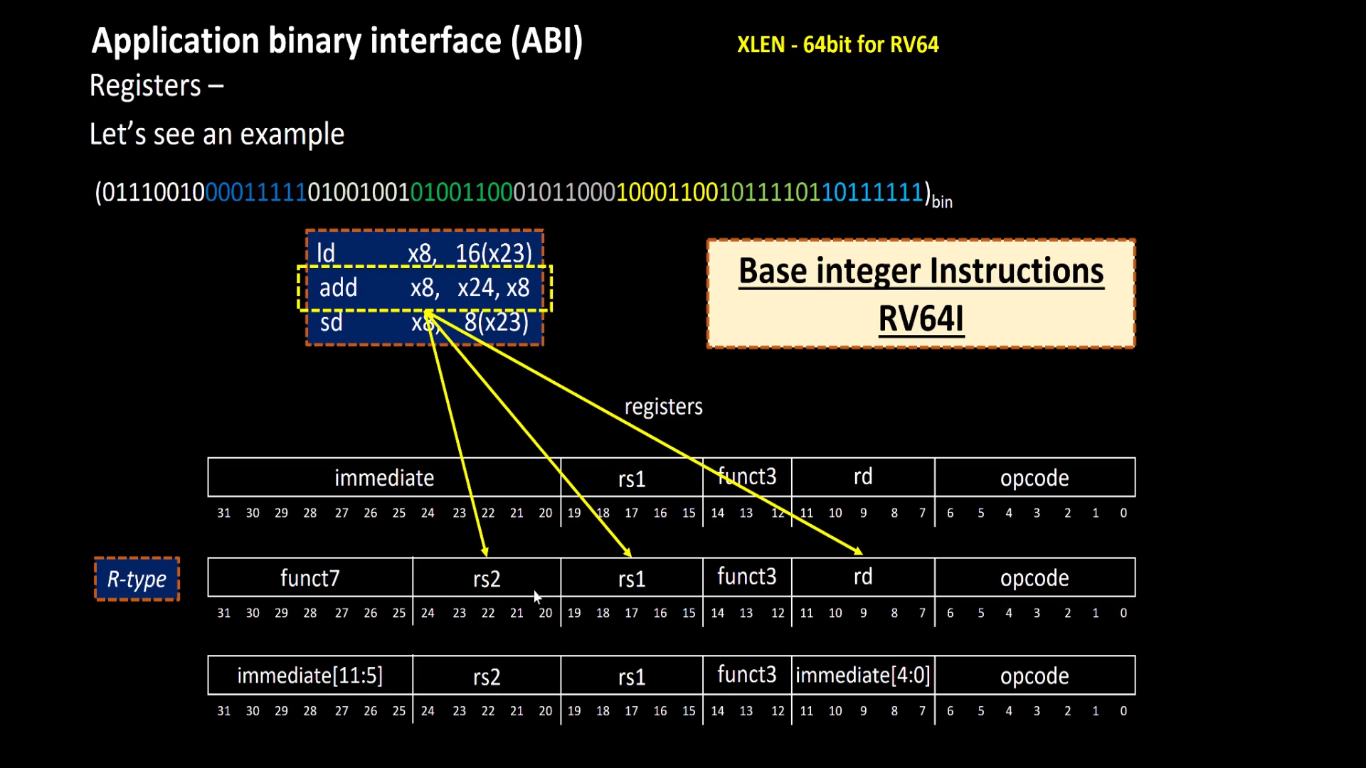 Application binary interface (ABI)
XLEN - 64bit for RV64
Registers –
Let's see an example
(0111001000011111010010010100110001011000100011001011110110111111)bin
ld x8, 16(x23)
add x8, x24, x8
sd x8, 8(x23)
Base integer Instructions
RV64I
registers
immediate rs1 funct3 rd opcode
31 30 29 28 27 26 25 24 23 22 21 20 19 18 17 16 15 14 13 12 11 10 9 8 7 6 5 4 3 2 1 0
R-type
funct7 rs2 rs1 funct3 rd opcode
31 30 29 28 27 26 25 24 23 22 21 20 19 18 17 16 15 14 13 12 11 10 9 8 7 6 5 4 3 2 1 0
immediate[11:5] rs2 rs1 funct3 immediate[4:0] opcode
31 30 29 28 27 26 25 24 23 22 21 20 19 18 17 16 15 14 13 12 11 10 9 8 7 6 5 4 3 2 1 0